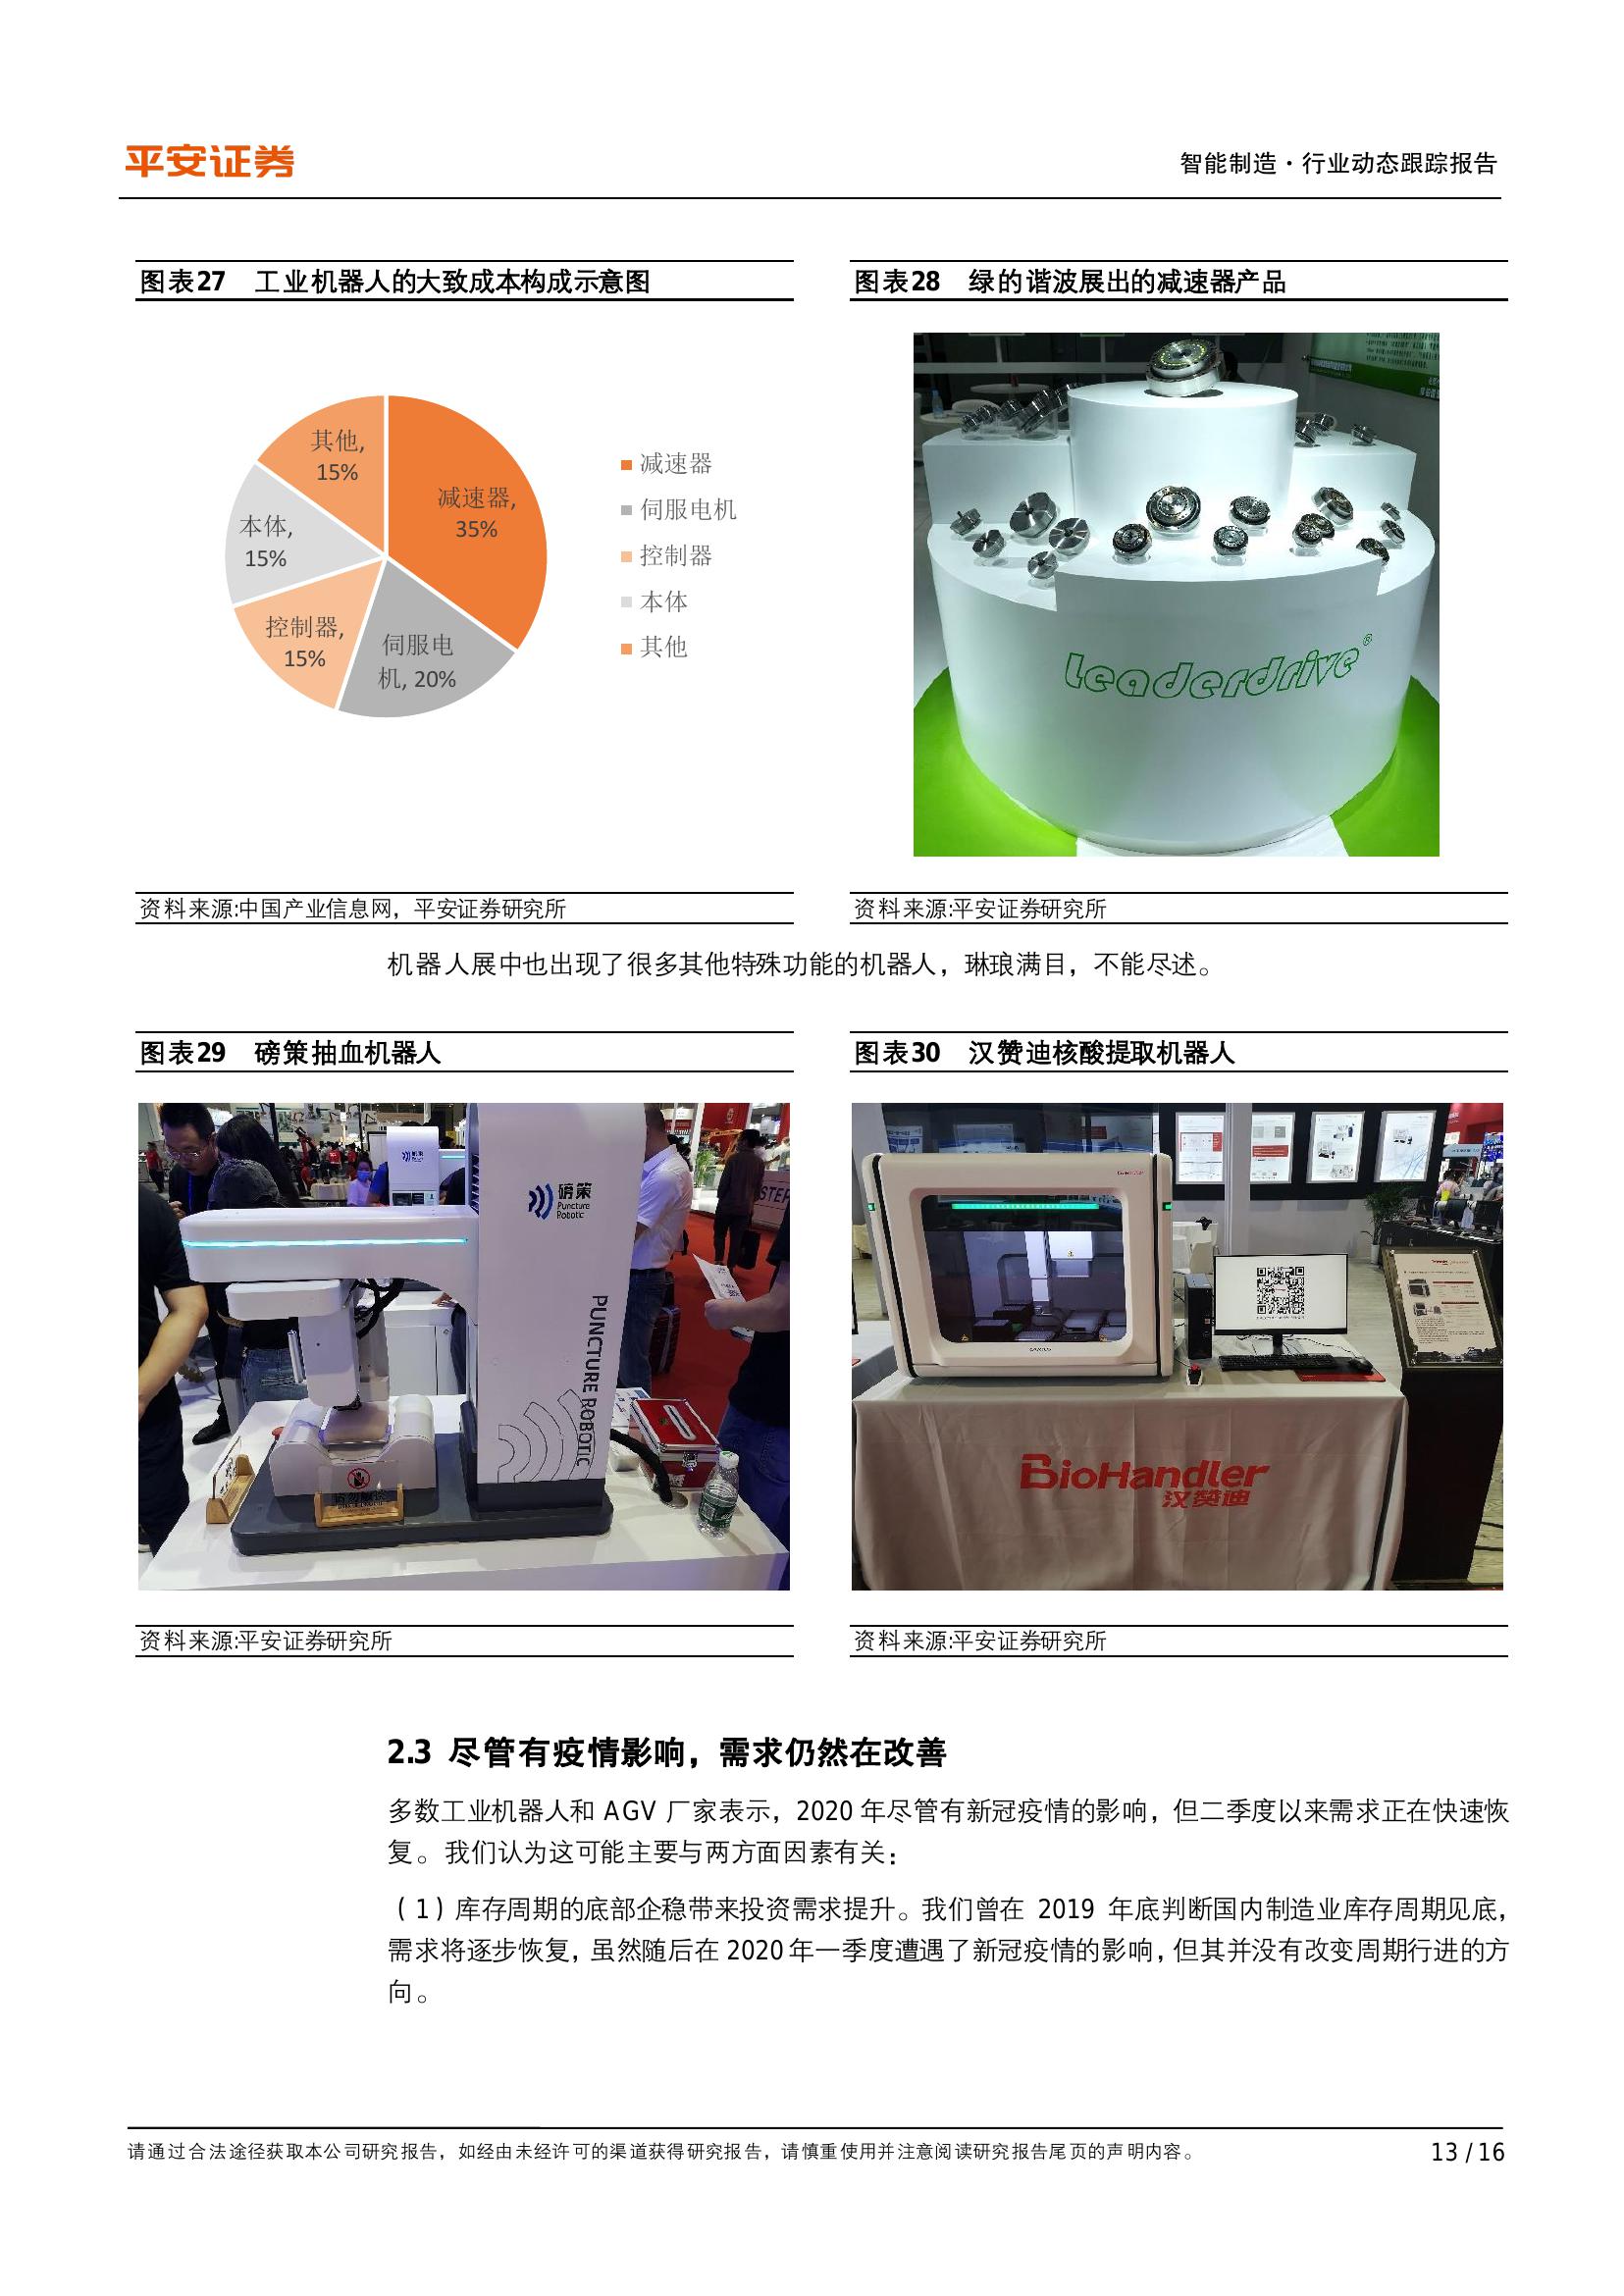 平安证券
智能制造·行业动态跟踪报告
图表27 工业机器人的大致成本构成示意图
其他,
15%
减速器,
35%
本体,
15%
控制器,
15%
伺服电
机, 20%
减速器
伺服电机
控制器
本体
其他
资料来源:中国产业信息网，平安证券研究所
图表28 绿的谐波展出的减速器产品
Leaderdrive®
资料来源:平安证券研究所
机器人展中也出现了很多其他特殊功能的机器人，琳琅满目，不能尽述。
图表29 磅策抽血机器人
磅策
Puncture
Robotic
PUNCTURE ROBOTIC
STEP
资料来源:平安证券研究所
图表30 汉赞迪核酸提取机器人
BioHandler
汉赞迪
资料来源:平安证券研究所
2.3 尽管有疫情影响，需求仍然在改善
多数工业机器人和 AGV 厂家表示，2020 年尽管有新冠疫情的影响，但二季度以来需求正在快速恢
复。我们认为这可能主要与两方面因素有关：
（1）库存周期的底部企稳带来投资需求提升。我们曾在 2019 年底判断国内制造业库存周期见底，
需求将逐步恢复，虽然随后在 2020 年一季度遭遇了新冠疫情的影响，但其并没有改变周期行进的方
向。
请通过合法途径获取本公司研究报告，如经由未经许可的渠道获得研究报告，请慎重使用并注意阅读研究报告尾页的声明内容。
13 / 16